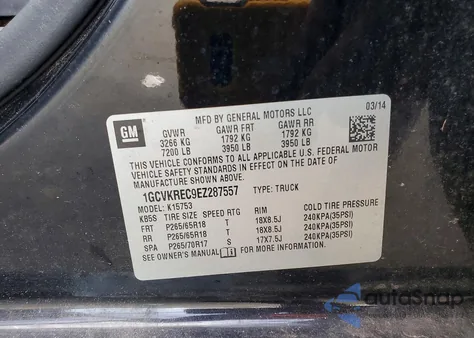 MFD BY GENERAL MOTORS LLC 03/14
GM GVWR GAWR FRT GAWR RR
3266 KG 1792 KG 1792 KG
7200 LB 3950 LB 3950 LB
THIS VEHICLE CONFORMS TO ALL APPLICABLE U.S. FEDERAL MOTOR
VEHICLE SAFETY STANDARDS IN EFFECT ON THE DATE OF
MANUFACTURE SHOWN ABOVE.
1GCVKREC9EZ287557 TYPE: TRUCK
MODEL: K15753
KB5S TIRE SIZE SPEED RTG RIM COLD TIRE PRESSURE
FRT P265/65R18 T 18X8.5J 240KPA(35PSI)
RR P265/65R18 T 18X8.5J 240KPA(35PSI)
SPA P265/70R17 S 17X7.5J 240KPA(35PSI)
SEE OWNER'S MANUAL FOR MORE INFORMATION.
autoSnap